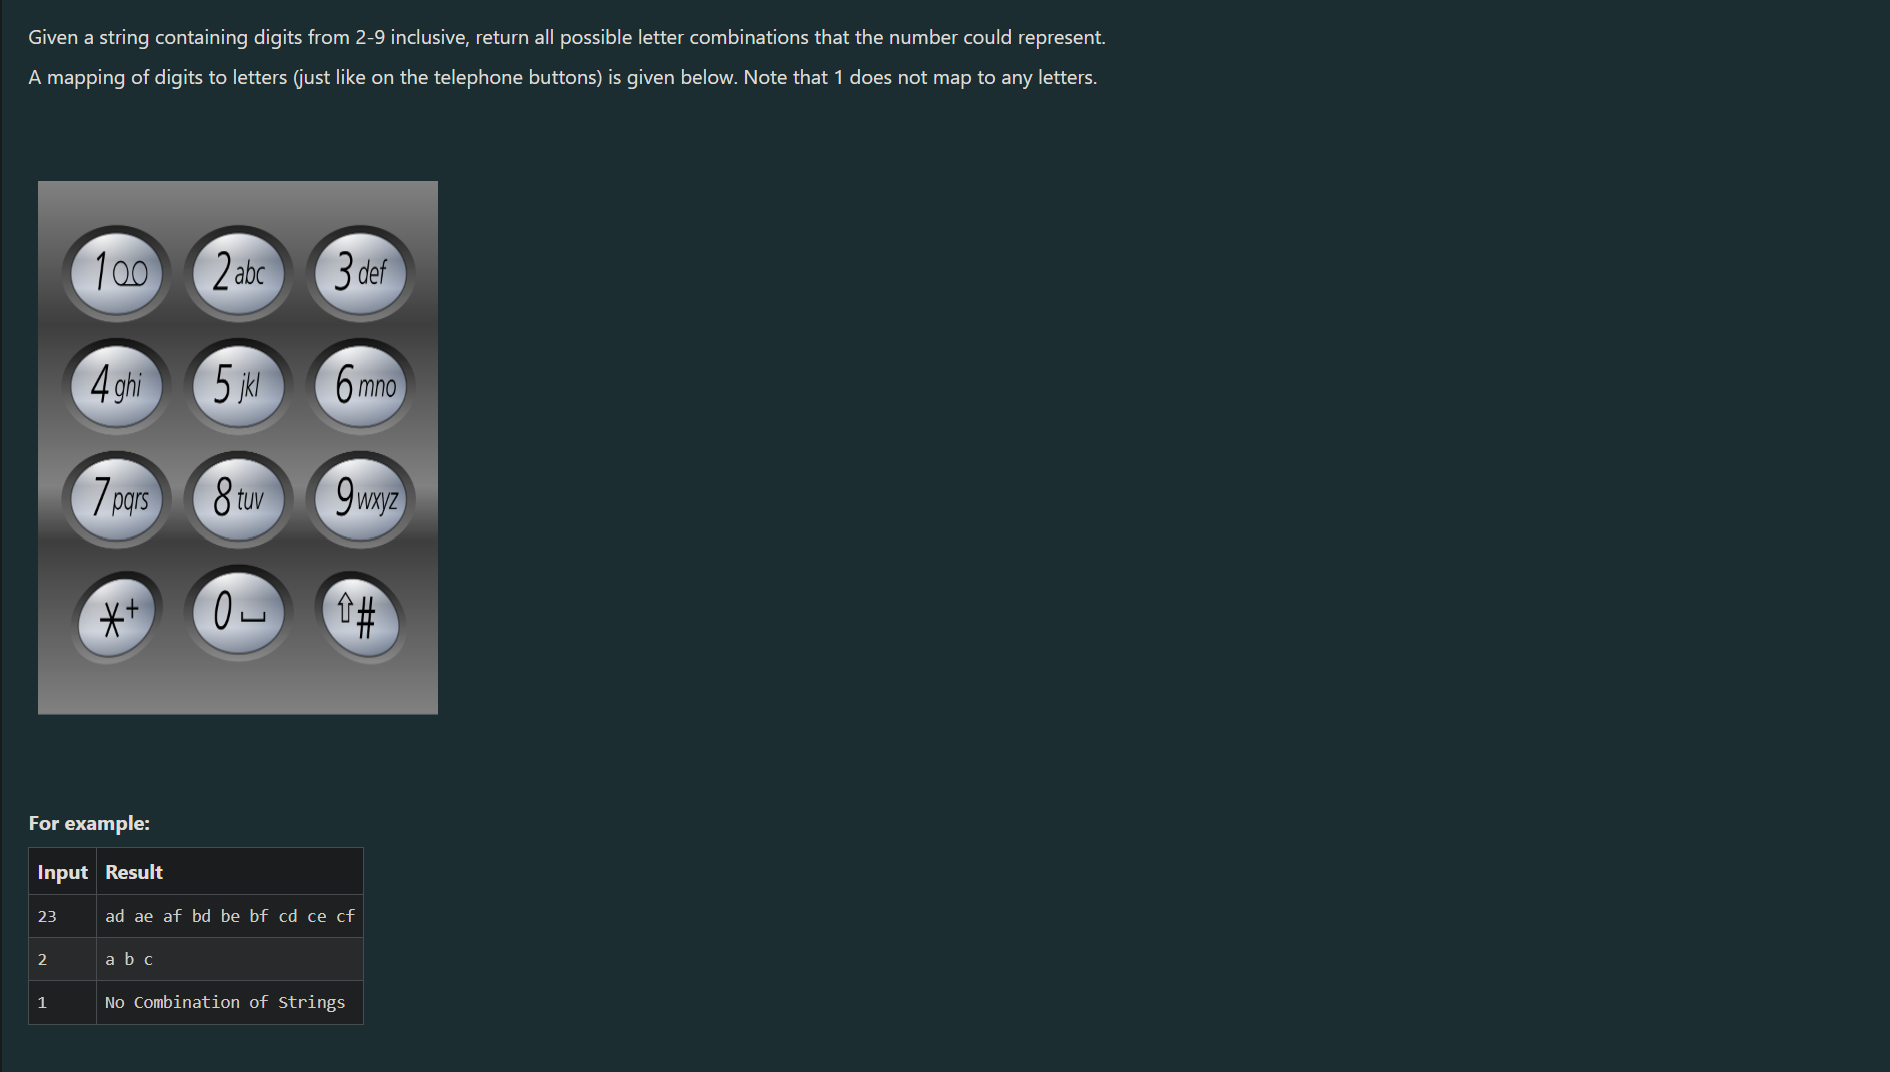 Given a string containing digits from 2-9 inclusive, return all possible letter combinations that the number could represent.
A mapping of digits to letters (just like on the telephone buttons) is given below. Note that 1 does not map to any letters.
1 2 abc 3 def
4 ghi 5 jkl 6 mno
7 pqrs 8 tuv 9 wxyz
*+ 0 ⇧#
For example:
Input Result
23 ad ae af bd be bf cd ce cf
2 a b c
1 No Combination of Strings